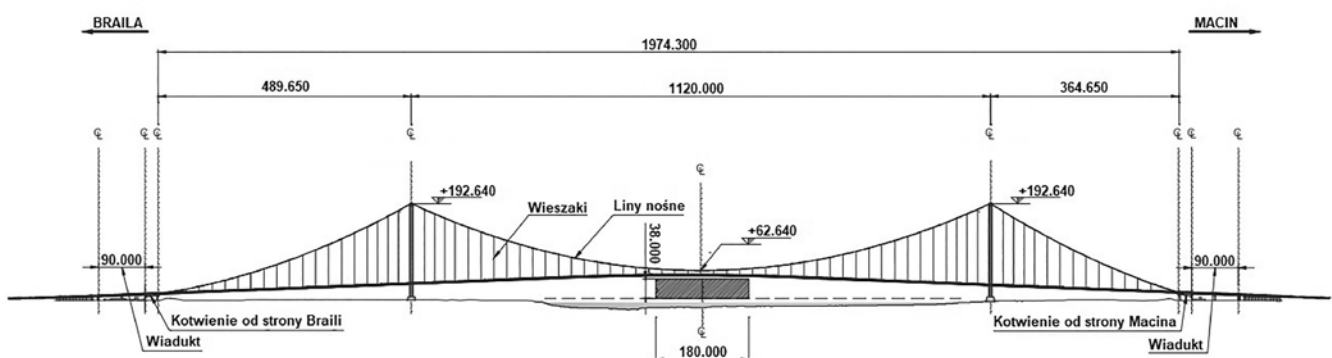 BRAILA
MACIN
1974.300
489.650
1120.000
364.650
℄ ℄ ℄ ℄ ℄ ℄ ℄ ℄
℄
+192.640
+192.640
Wieszaki
Liny nośne
38.000
+62.640
90.000
90.000
Kotwienie od strony Braili
Kotwienie od strony Macina
Wiadukt
℄
Wiadukt
180.000